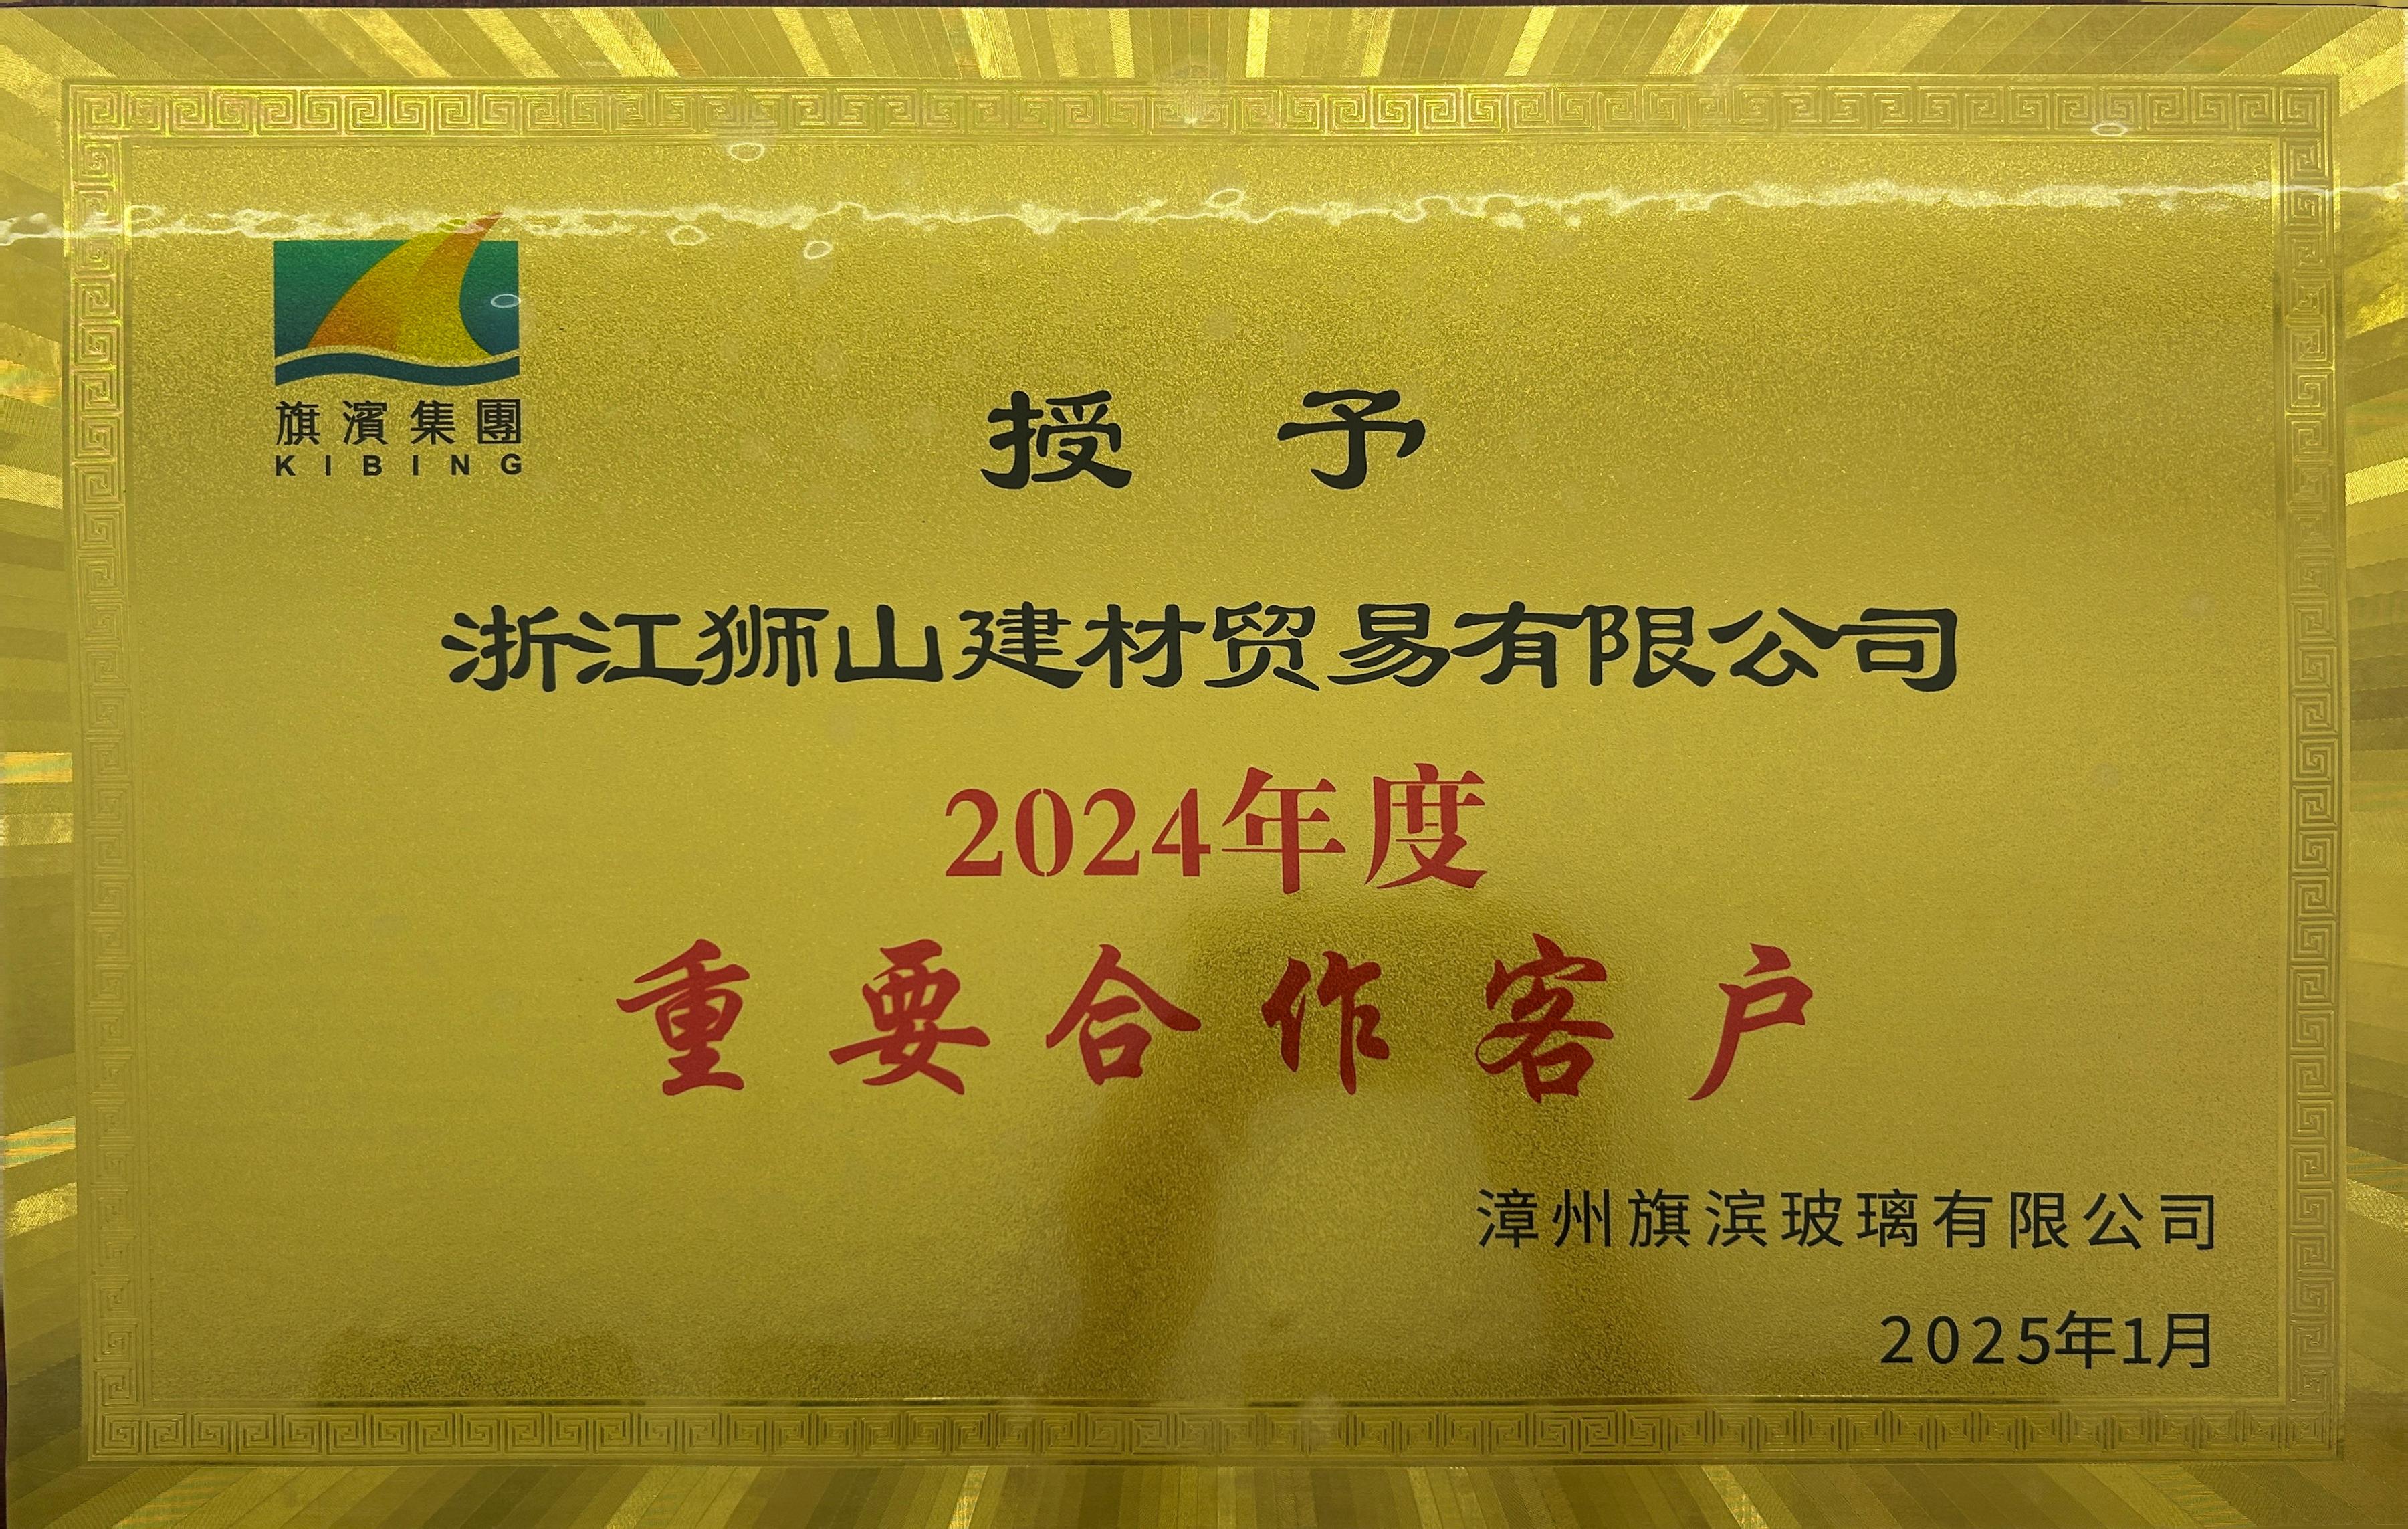 旗濱集團
KIBING
授予
浙江狮山建材贸易有限公司
2024年度
重要合作客户
漳州旗滨玻璃有限公司
2025年1月